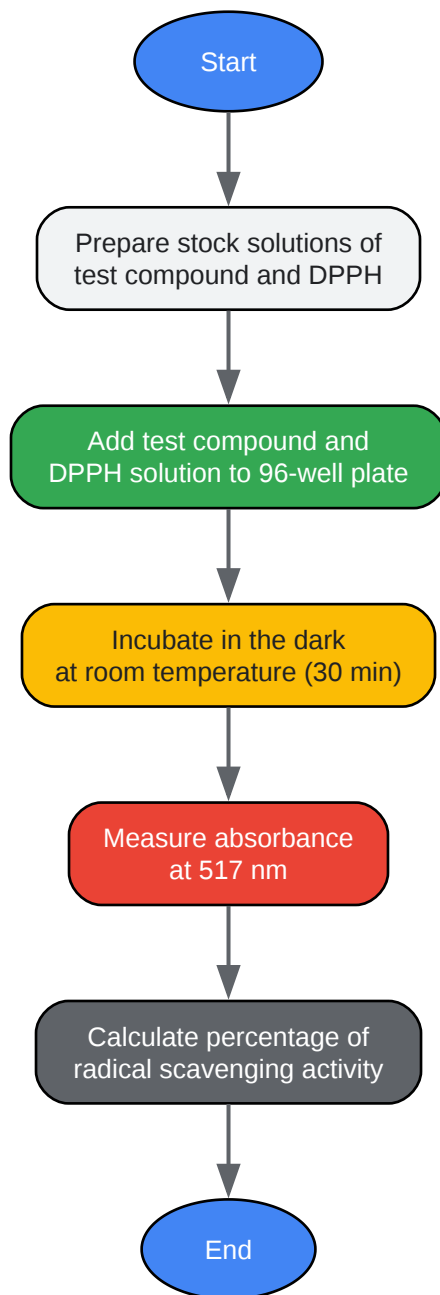 Start
Prepare stock solutions of
test compound and DPPH
Add test compound and
DPPH solution to 96-well plate
Incubate in the dark
at room temperature (30 min)
Measure absorbance
at 517 nm
Calculate percentage of
radical scavenging activity
End